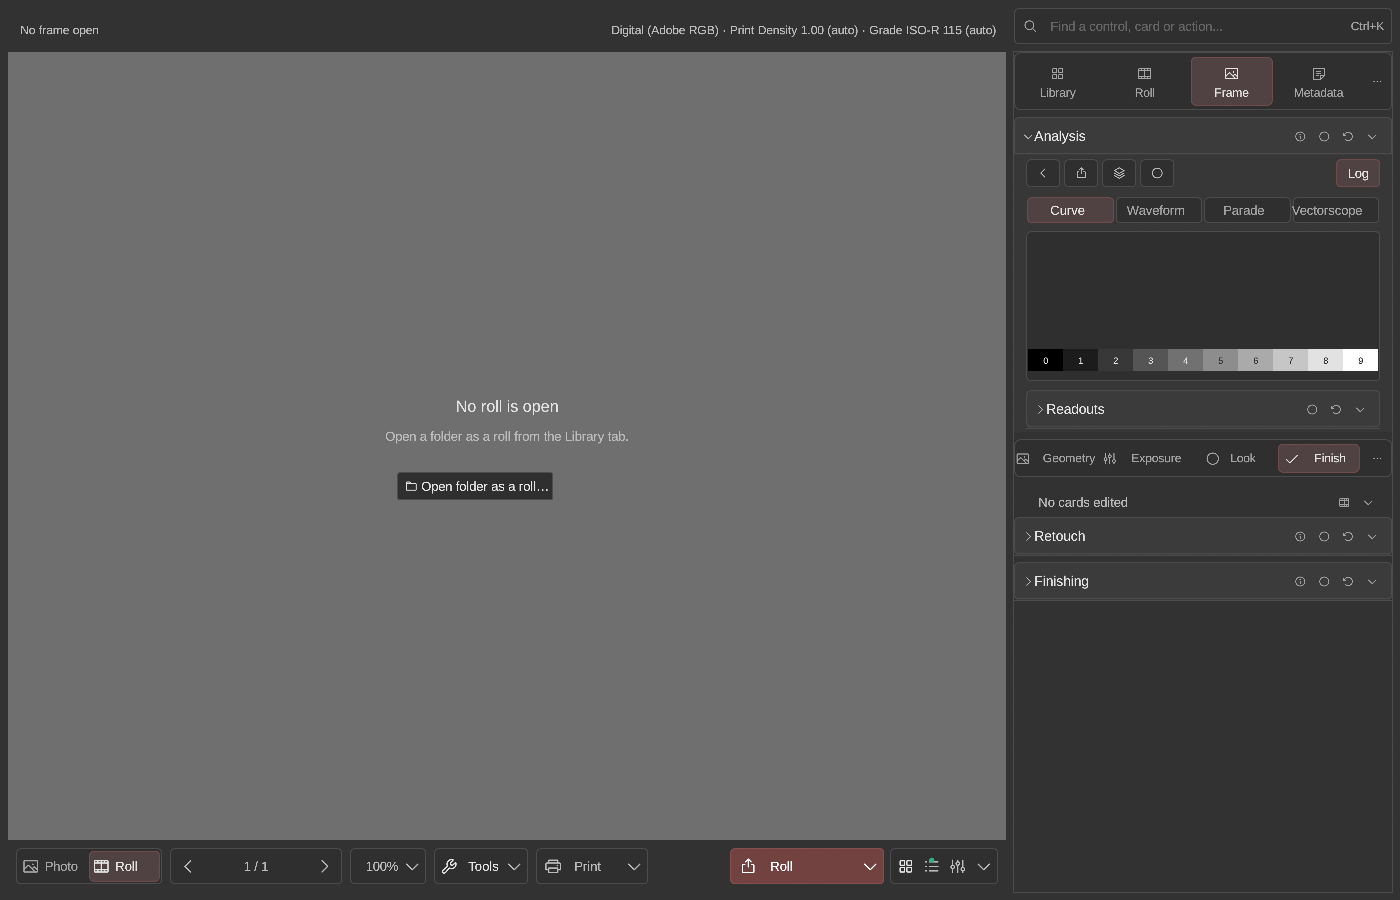 No frame open
Digital (Adobe RGB) · Print Density 1.00 (auto) · Grade ISO-R 115 (auto)
Find a control, card or action...
Ctrl+K
Library
Roll
Frame
Metadata
...
Analysis
Log
Curve
Waveform
Parade
Vectorscope
0 1 2 3 4 5 6 7 8 9
Readouts
Geometry
Exposure
Look
Finish
...
No cards edited
Retouch
Finishing
No roll is open
Open a folder as a roll from the Library tab.
Open folder as a roll…
Photo
Roll
1 / 1
100%
Tools
Print
Roll